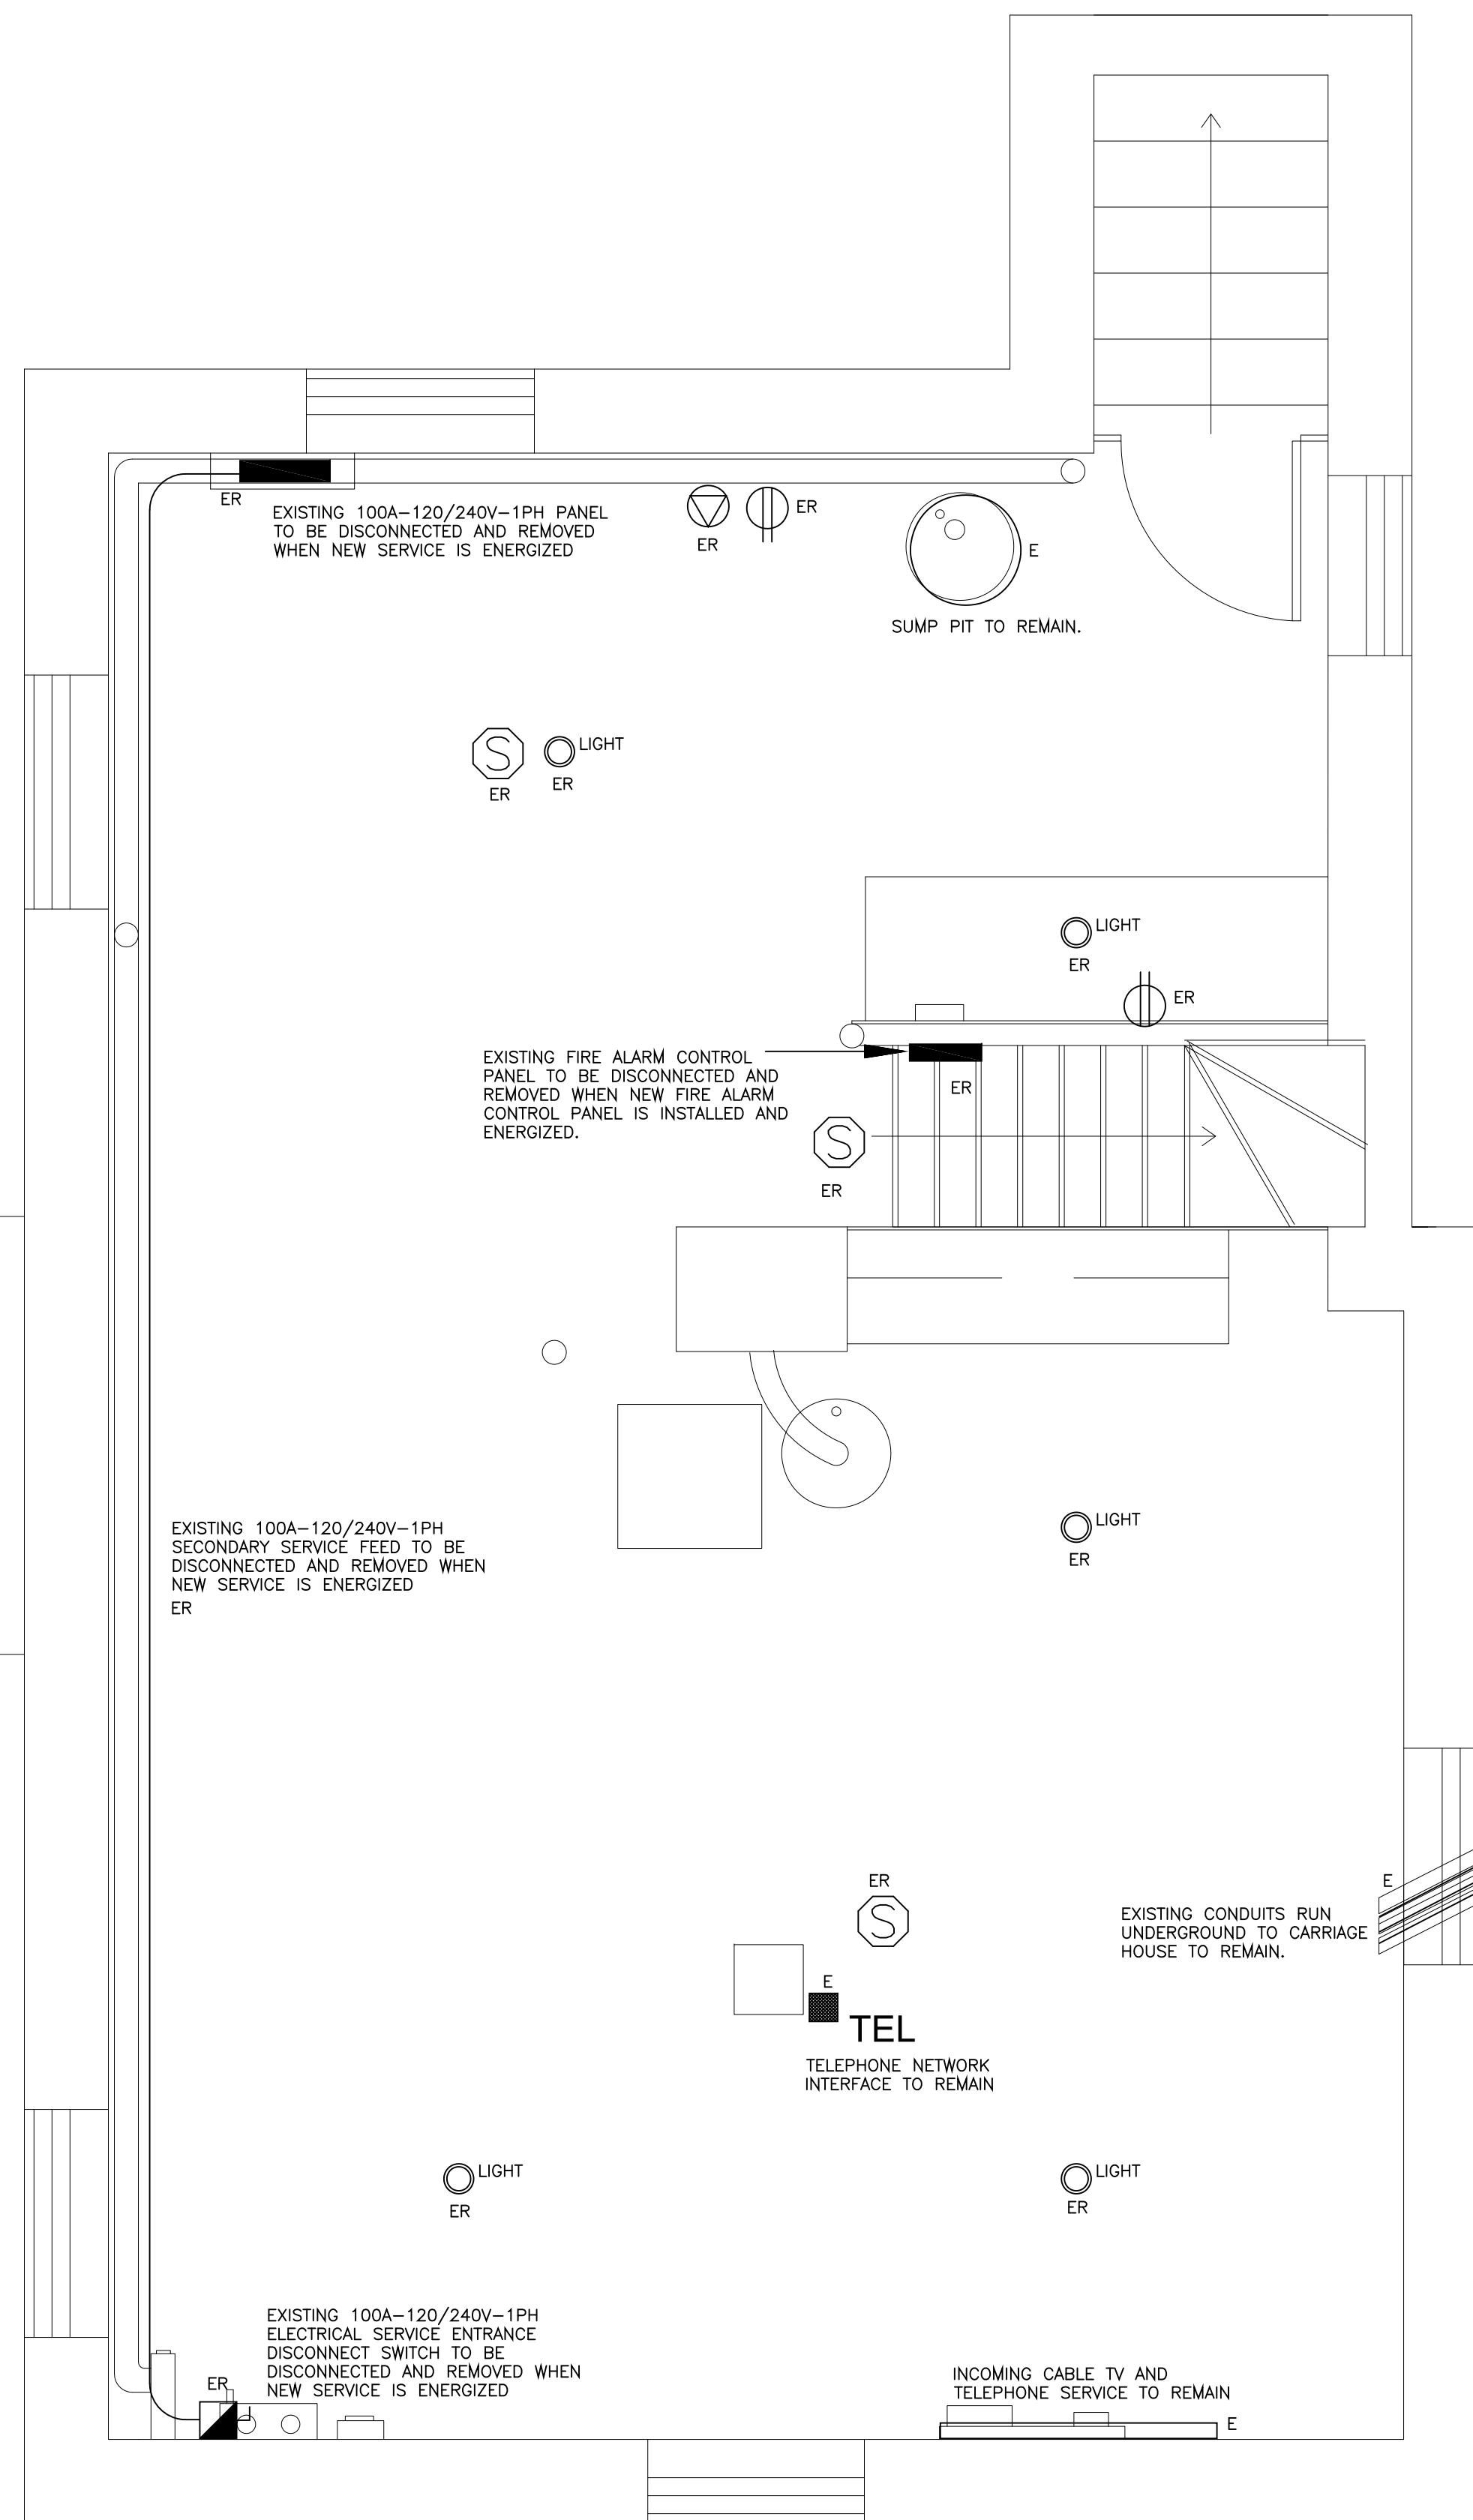 ER
EXISTING 100A-120/240V-1PH PANEL
TO BE DISCONNECTED AND REMOVED
WHEN NEW SERVICE IS ENERGIZED
ER
ER
E
SUMP PIT TO REMAIN.
S
LIGHT
ER
ER
LIGHT
ER
ER
EXISTING FIRE ALARM CONTROL
PANEL TO BE DISCONNECTED AND
REMOVED WHEN NEW FIRE ALARM
CONTROL PANEL IS INSTALLED AND
ENERGIZED.
ER
S
ER
EXISTING 100A-120/240V-1PH
SECONDARY SERVICE FEED TO BE
DISCONNECTED AND REMOVED WHEN
NEW SERVICE IS ENERGIZED
ER
LIGHT
ER
ER
S
E
EXISTING CONDUITS RUN
UNDERGROUND TO CARRIAGE
HOUSE TO REMAIN.
E
TEL
TELEPHONE NETWORK
INTERFACE TO REMAIN
LIGHT
ER
LIGHT
ER
EXISTING 100A-120/240V-1PH
ELECTRICAL SERVICE ENTRANCE
DISCONNECT SWITCH TO BE
DISCONNECTED AND REMOVED WHEN
NEW SERVICE IS ENERGIZED
ER
INCOMING CABLE TV AND
TELEPHONE SERVICE TO REMAIN
E